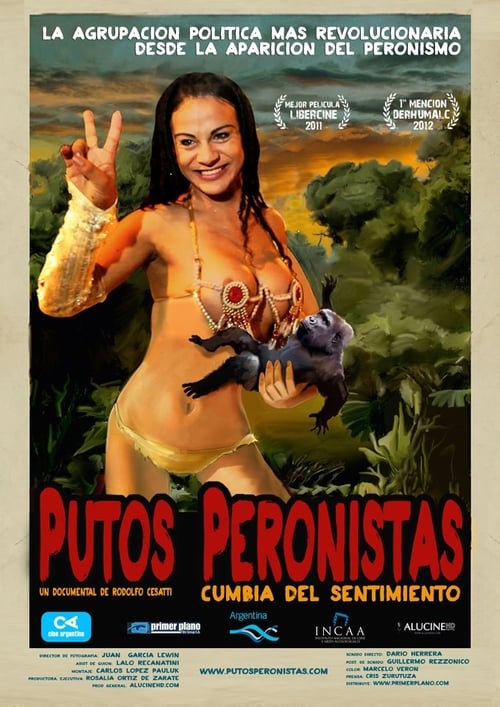 LA AGRUPACION POLITICA MAS REVOLUCIONARIA
DESDE LA APARICION DEL PERONISMO
MEJOR PELICULA
LIBERCINE
2011
1ª MENCION
DERHUMALC
2012
PUTOS PERONISTAS
UN DOCUMENTAL DE RODOLFO CESATTI
CUMBIA DEL SENTIMIENTO
CA
cine argentino
primer plano
Argentina
INCAA
ALUCINEHD
DIRECTOR DE FOTOGRAFIA: JUAN GARCIA LEWIN
ASIST DE GUION: LALO RECANATINI
MONTAJE: CARLOS LOPEZ PAULUK
PRODUCTORA EJECUTIVA: ROSALIA ORTIZ DE ZARATE
PROD GENERAL: ALUCINEHD.COM
WWW.PUTOSPERONISTAS.COM
SONIDO DIRECTO: DARIO HERRERA
POST. DE SONIDO: GUILLERMO REZZONICO
COLOR: MARCELO VERON
PRENSA: CRIS ZURUTUZA
DISTRIBUYE: WWW.PRIMERPLANO.COM